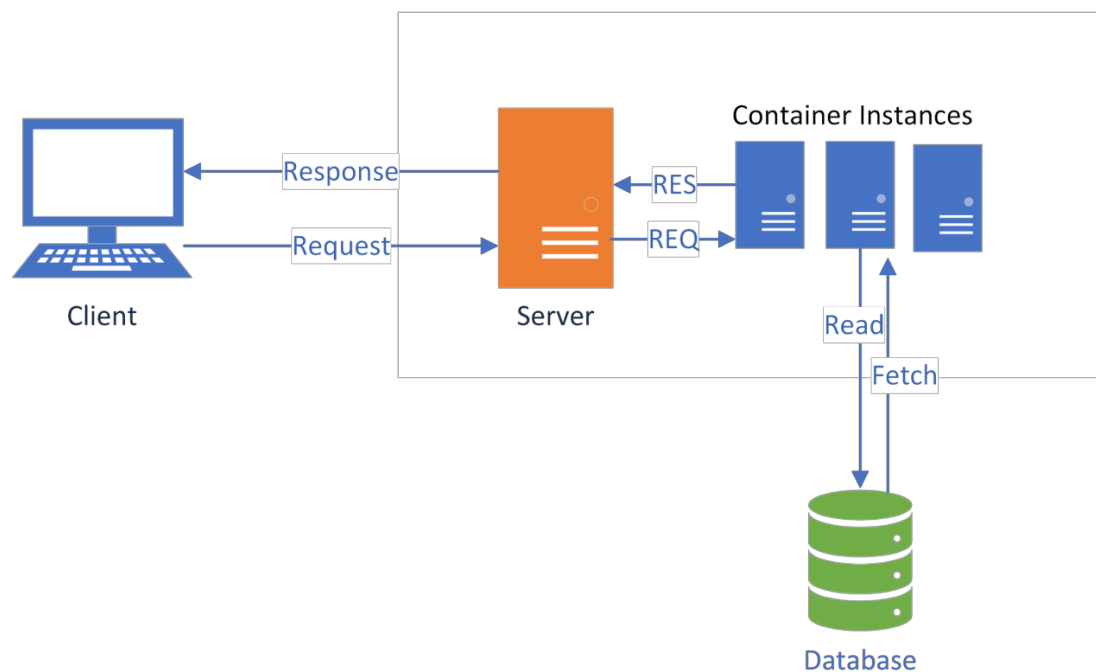 Container Instances
Response
RES
Request
REQ
Client
Server
Read
Fetch
Database